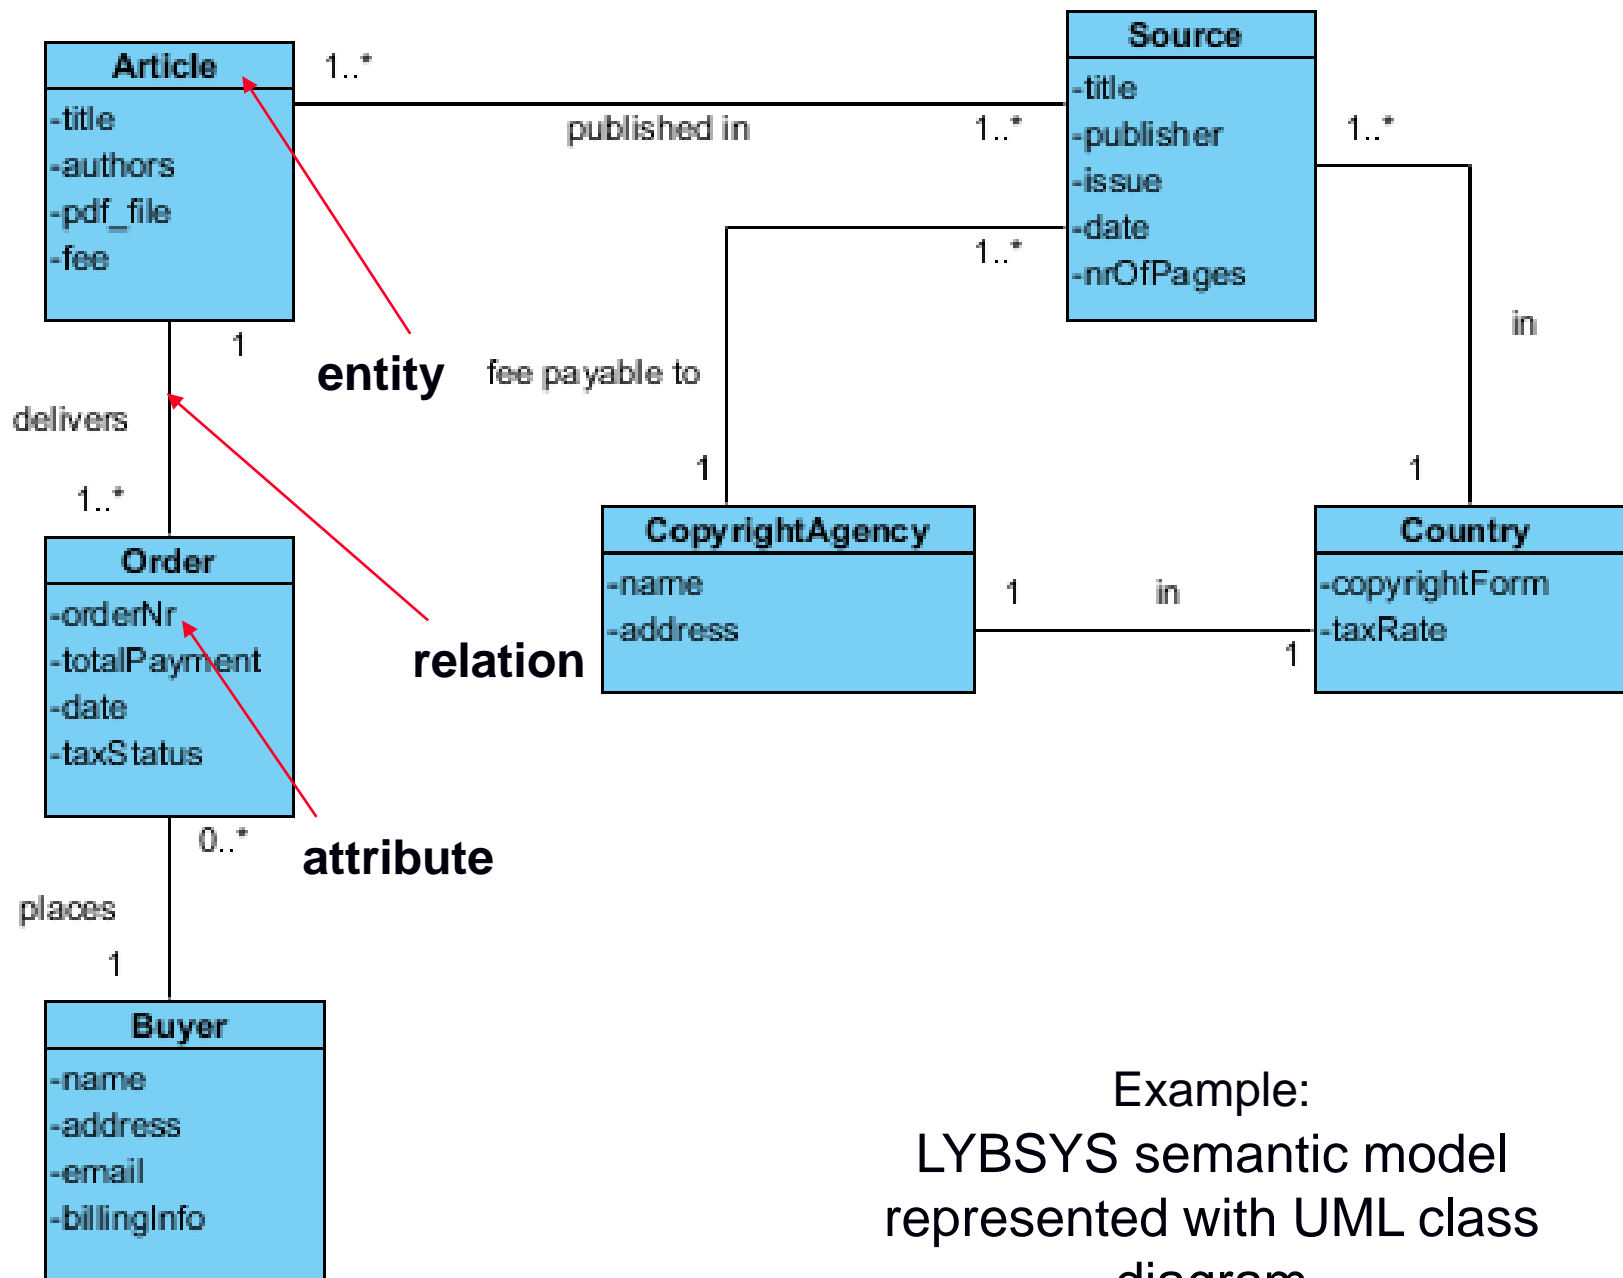 Article
-title
-authors
-pdf_file
-fee
1..*
published in
1..*
Source
-title
-publisher
-issue
-date
-nrOfPages
1..*
1..*
in
1
entity
fee payable to
delivers
1
1
1..*
Order
-orderNr
-totalPayment
-date
-taxStatus
relation
CopyrightAgency
-name
-address
1
in
1
Country
-copyrightForm
-taxRate
0..*
attribute
places
1
Buyer
-name
-address
-email
-billingInfo
Example:
LYBSYS semantic model
represented with UML class
diagram